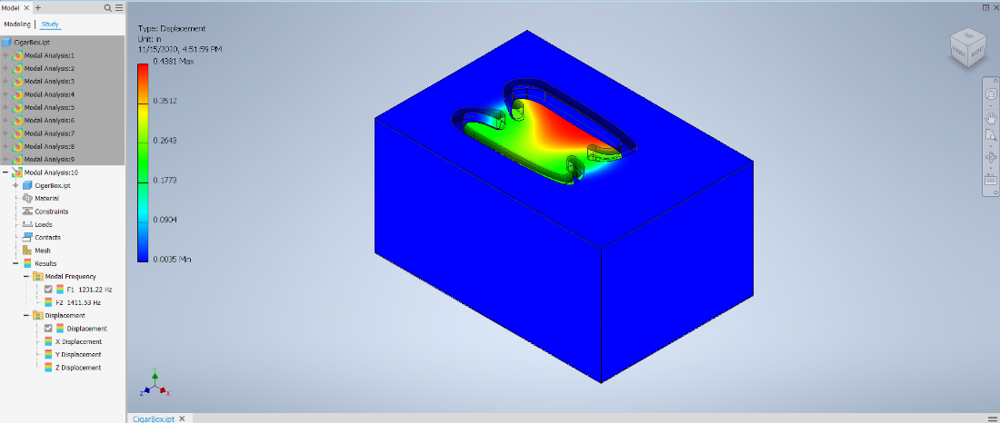 Model
Modeling
Study
CigarBox.ipt
Modal Analysis:1
Modal Analysis:2
Modal Analysis:3
Modal Analysis:4
Modal Analysis:5
Modal Analysis:6
Modal Analysis:7
Modal Analysis:8
Modal Analysis:9
Modal Analysis:10
CigarBox.ipt
Material
Constraints
Loads
Contacts
Mesh
Results
Modal Frequency
F1 1231.22 Hz
F2 1411.53 Hz
Displacement
Displacement
X Displacement
Y Displacement
Z Displacement
Type: Displacement
Unit: in
11/15/2020, 4:51:59 PM
0.4381 Max
0.3512
0.2643
0.1773
0.0904
0.0035 Min
Y
Z
X
CigarBox.ipt